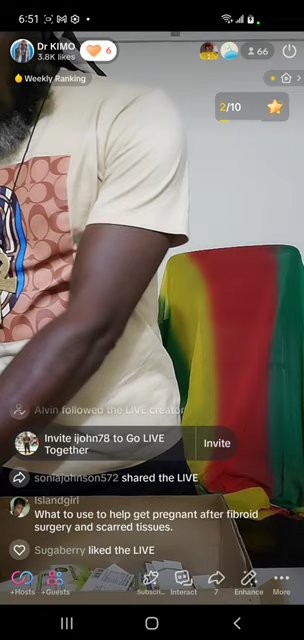 6:51
Dr KIMO
3.8K likes
6
66
Weekly Ranking
2/10
Alvin followed the LIVE creator
Invite ijohn78 to Go LIVE
Together
Invite
soniajohnson572 shared the LIVE
Islandgirl
What to use to help get pregnant after fibroid
surgery and scarred tissues.
Sugaberry liked the LIVE
+Hosts
+Guests
Subscri...
Interact
7
Enhance
More